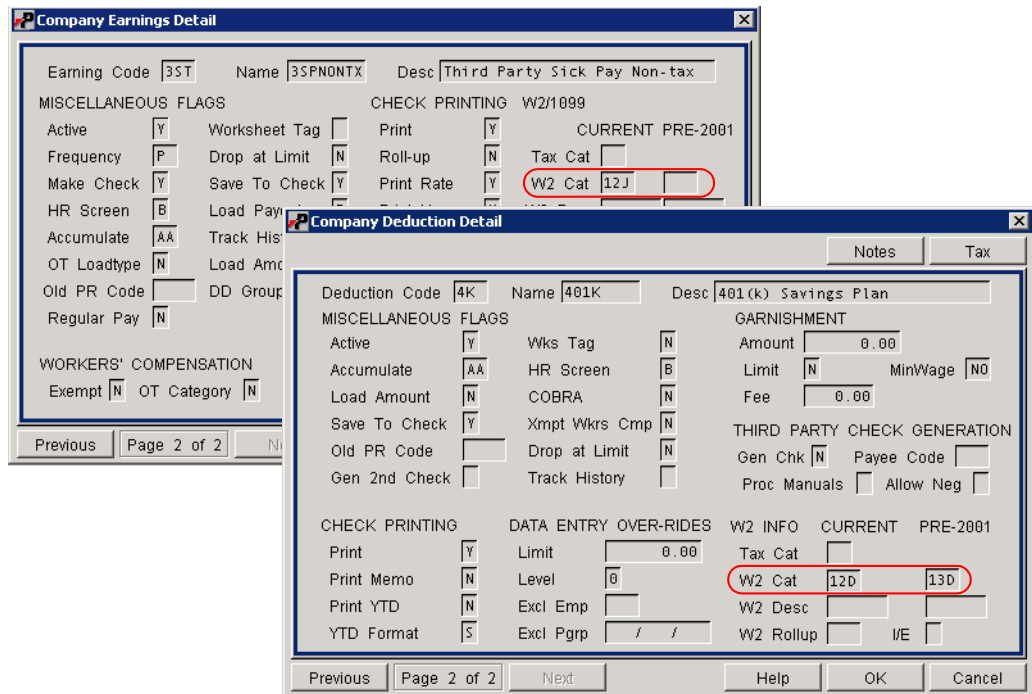 Company Earnings Detail
Earning Code 3ST Name 3SPNONTX Desc Third Party Sick Pay Non-tax
MISCELLANEOUS FLAGS CHECK PRINTING W2/1099
Active Y Worksheet Tag Print Y CURRENT PRE-2001
Frequency P Drop at Limit N Roll-up N Tax Cat
Make Check Y Save To Check Y Print Rate Y W2 Cat 12J
HR Screen B Load Pay
Accumulate AA Track His
OT Loadtype N Load Amo
Old PR Code DD Group
Regular Pay N
WORKERS' COMPENSATION
Exempt N OT Category N
Previous Page 2 of 2
Company Deduction Detail
Notes Tax
Deduction Code 4K Name 401K Desc 401(k) Savings Plan
MISCELLANEOUS FLAGS GARNISHMENT
Active Y Wks Tag N Amount 0.00
Accumulate AA HR Screen B Limit N MinWage NO
Load Amount N COBRA N Fee 0.00
Save To Check Y Xmpt Wkrs Cmp N THIRD PARTY CHECK GENERATION
Old PR Code Drop at Limit N Gen Chk N Payee Code
Gen 2nd Check Track History Proc Manuals Allow Neg
CHECK PRINTING DATA ENTRY OVER-RIDES W2 INFO CURRENT PRE-2001
Print Y Limit 0.00 Tax Cat
Print Memo N Level 0 W2 Cat 12D 13D
Print YTD N Excl Emp W2 Desc
YTD Format S Excl Pgrp / / W2 Rollup I/E
Previous Page 2 of 2 Next Help OK Cancel